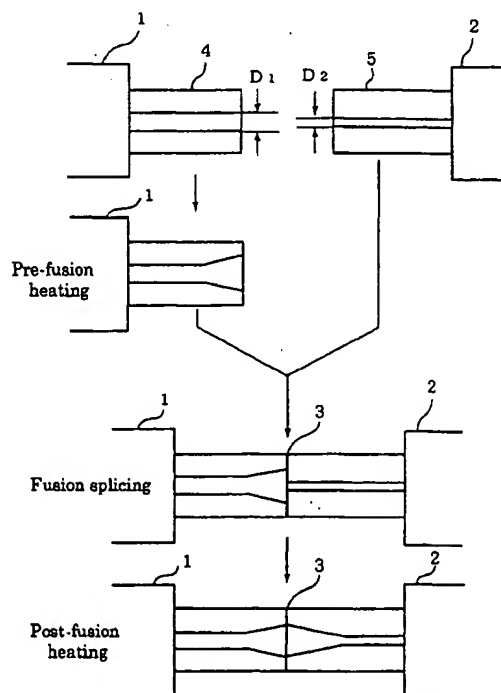 1
2
4
D1
D2
5
1
Pre-fusion
heating
1
3
2
Fusion splicing
1
3
2
Post-fusion
heating